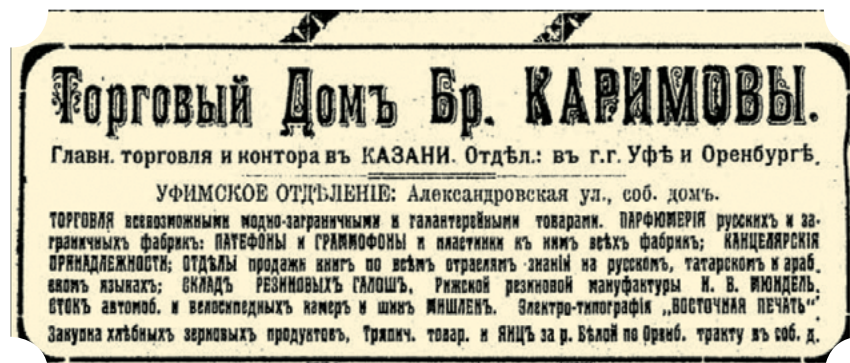 Торговый Домъ Бр. КАРИМОВЫ.
Главн. торговля и контора въ КАЗАНИ. Отдѣл.: въ г.г. Уфѣ и Оренбургѣ.
УФИМСКОЕ ОТДѢЛЕНІЕ: Александровская ул., соб. домъ.
ТОРГОВЛЯ всевозможными модно-заграничными и галантерейными товарами. ПАРФЮМЕРІЯ русскихъ и за-
граничныхъ фабрикъ: ПАТЕФОНЫ и ГРАММОФОНЫ и пластинки къ нимъ всѣхъ фабрикъ; КАНЦЕЛЯРСКІЯ
ПРИНАДЛЕЖНОСТИ; ОТДѢЛЫ продажи книгъ по всѣмъ отраслямъ знаній на русскомъ, татарскомъ и араб.
скомъ языкахъ; СКЛАДЪ РЕЗИНОВЫХЪ ГАЛОШЪ, Рижской резиновой мануфактуры И. В. МЮНДЕЛЬ,
СТОКЪ автомоб. и велосипедныхъ камеръ и шинъ МИШЛЕНЪ. Электро-типографія „ВОСТОЧНАЯ ПЕЧАТЬ".
Закупка хлѣбныхъ зерновыхъ продуктовъ, Тряпич. товар. и ЯИЦЪ за р. Бѣлой по Оренб. тракту въ соб. д.